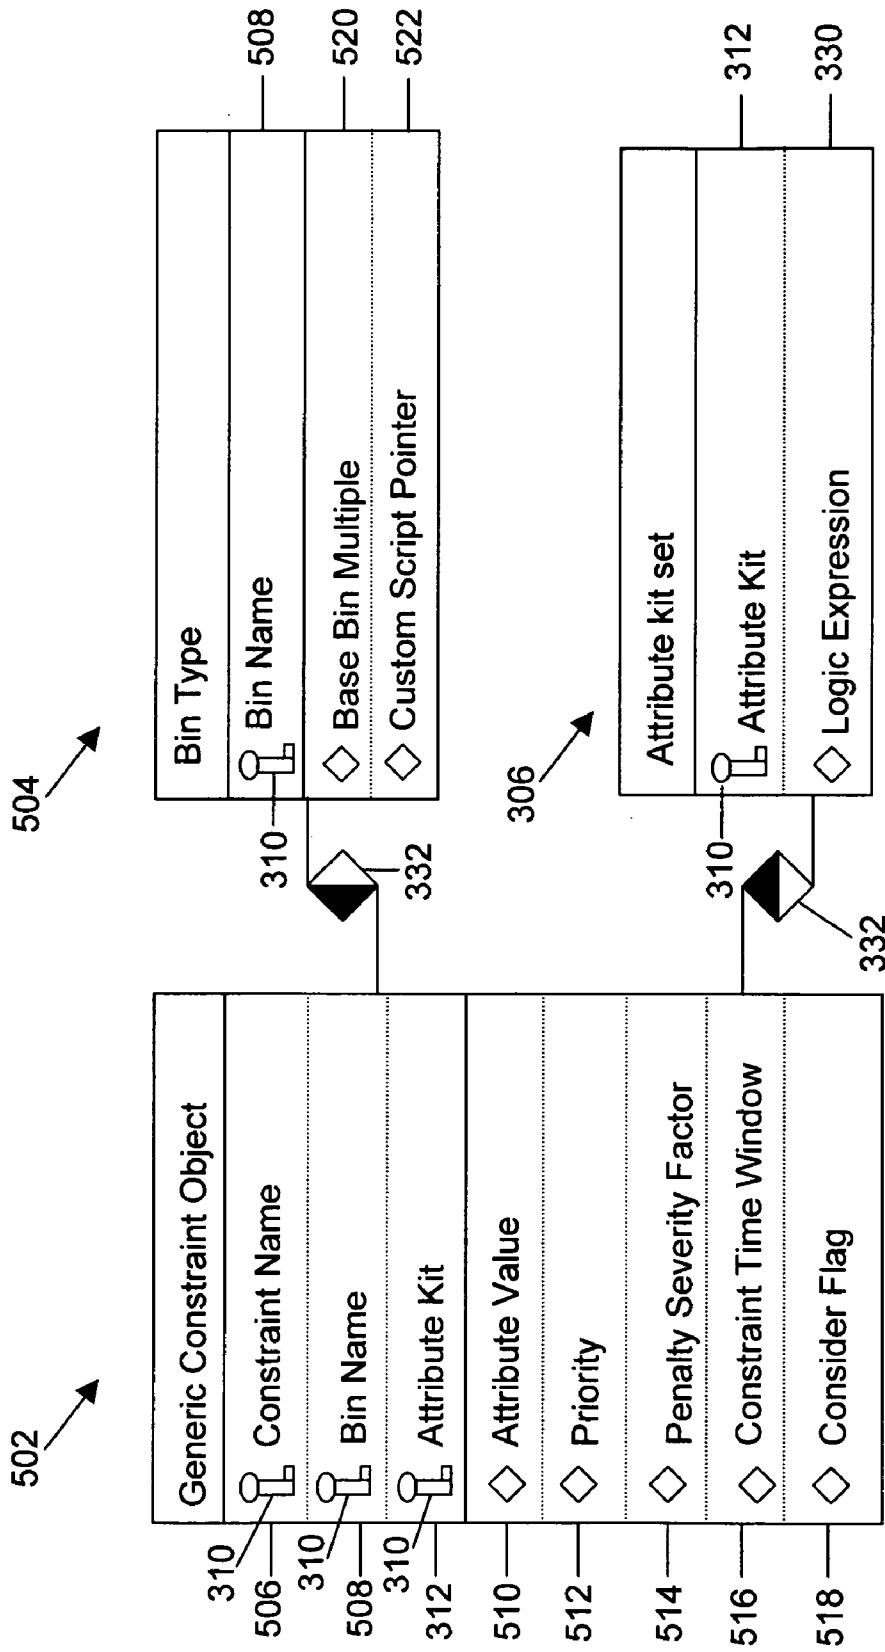 502
Generic Constraint Object
310
506
Constraint Name
310
508
Bin Name
310
312
Attribute Kit
510
Attribute Value
512
Priority
514
Penalty Severity Factor
516
Constraint Time Window
518
Consider Flag
332
332
504
Bin Type
310
Bin Name
508
Base Bin Multiple
520
Custom Script Pointer
522
306
Attribute kit set
310
Attribute Kit
312
Logic Expression
330